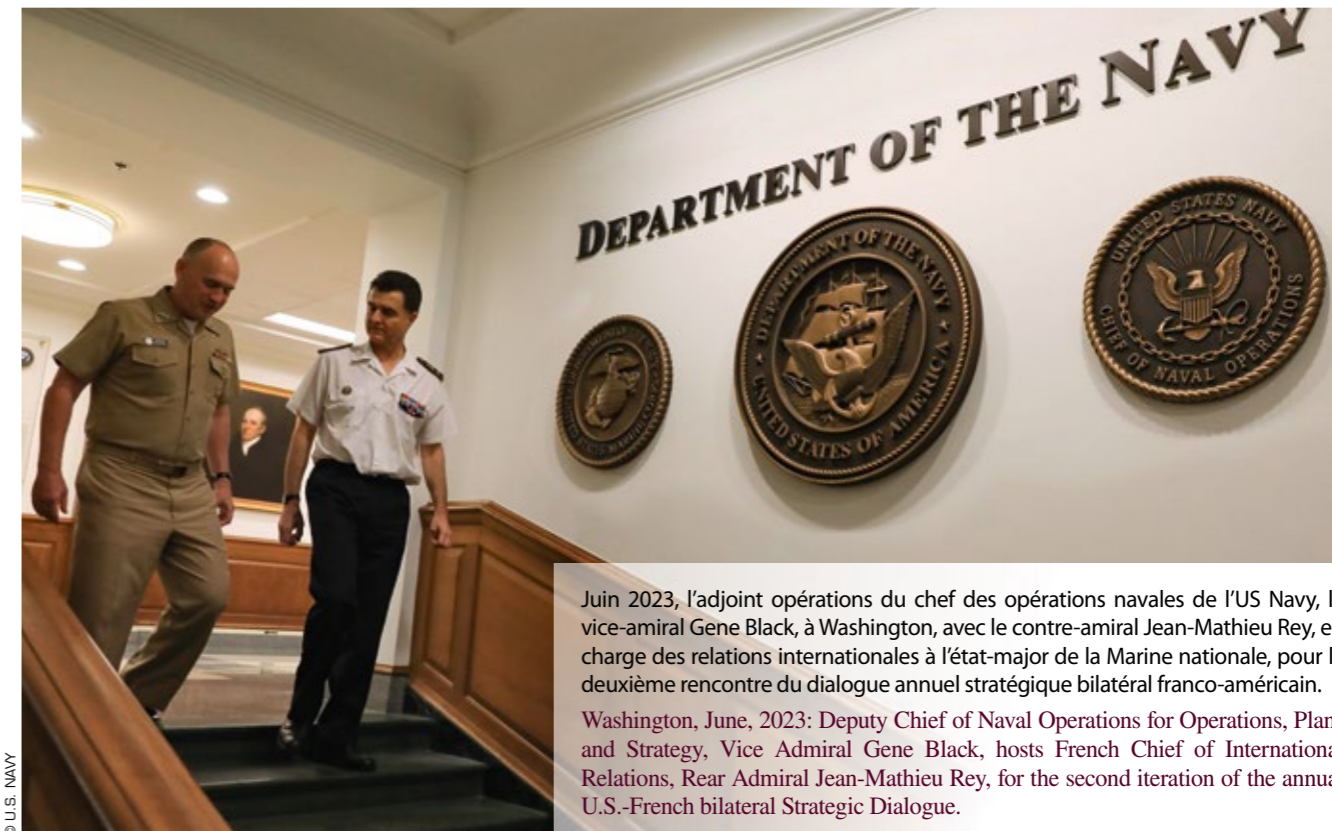 DEPARTMENT OF THE NAVY
DEPARTMENT OF THE NAVY
UNITED STATES OF AMERICA
UNITED STATES NAVY
CHIEF OF NAVAL OPERATIONS
Juin 2023, l'adjoint opérations du chef des opérations navales de l'US Navy, l
vice-amiral Gene Black, à Washington, avec le contre-amiral Jean-Mathieu Rey, e
charge des relations internationales à l'état-major de la Marine nationale, pour l
deuxième rencontre du dialogue annuel stratégique bilatéral franco-américain.
Washington, June, 2023: Deputy Chief of Naval Operations for Operations, Plan
and Strategy, Vice Admiral Gene Black, hosts French Chief of Internationa
Relations, Rear Admiral Jean-Mathieu Rey, for the second iteration of the annua
U.S.-French bilateral Strategic Dialogue.
© U.S. NAVY